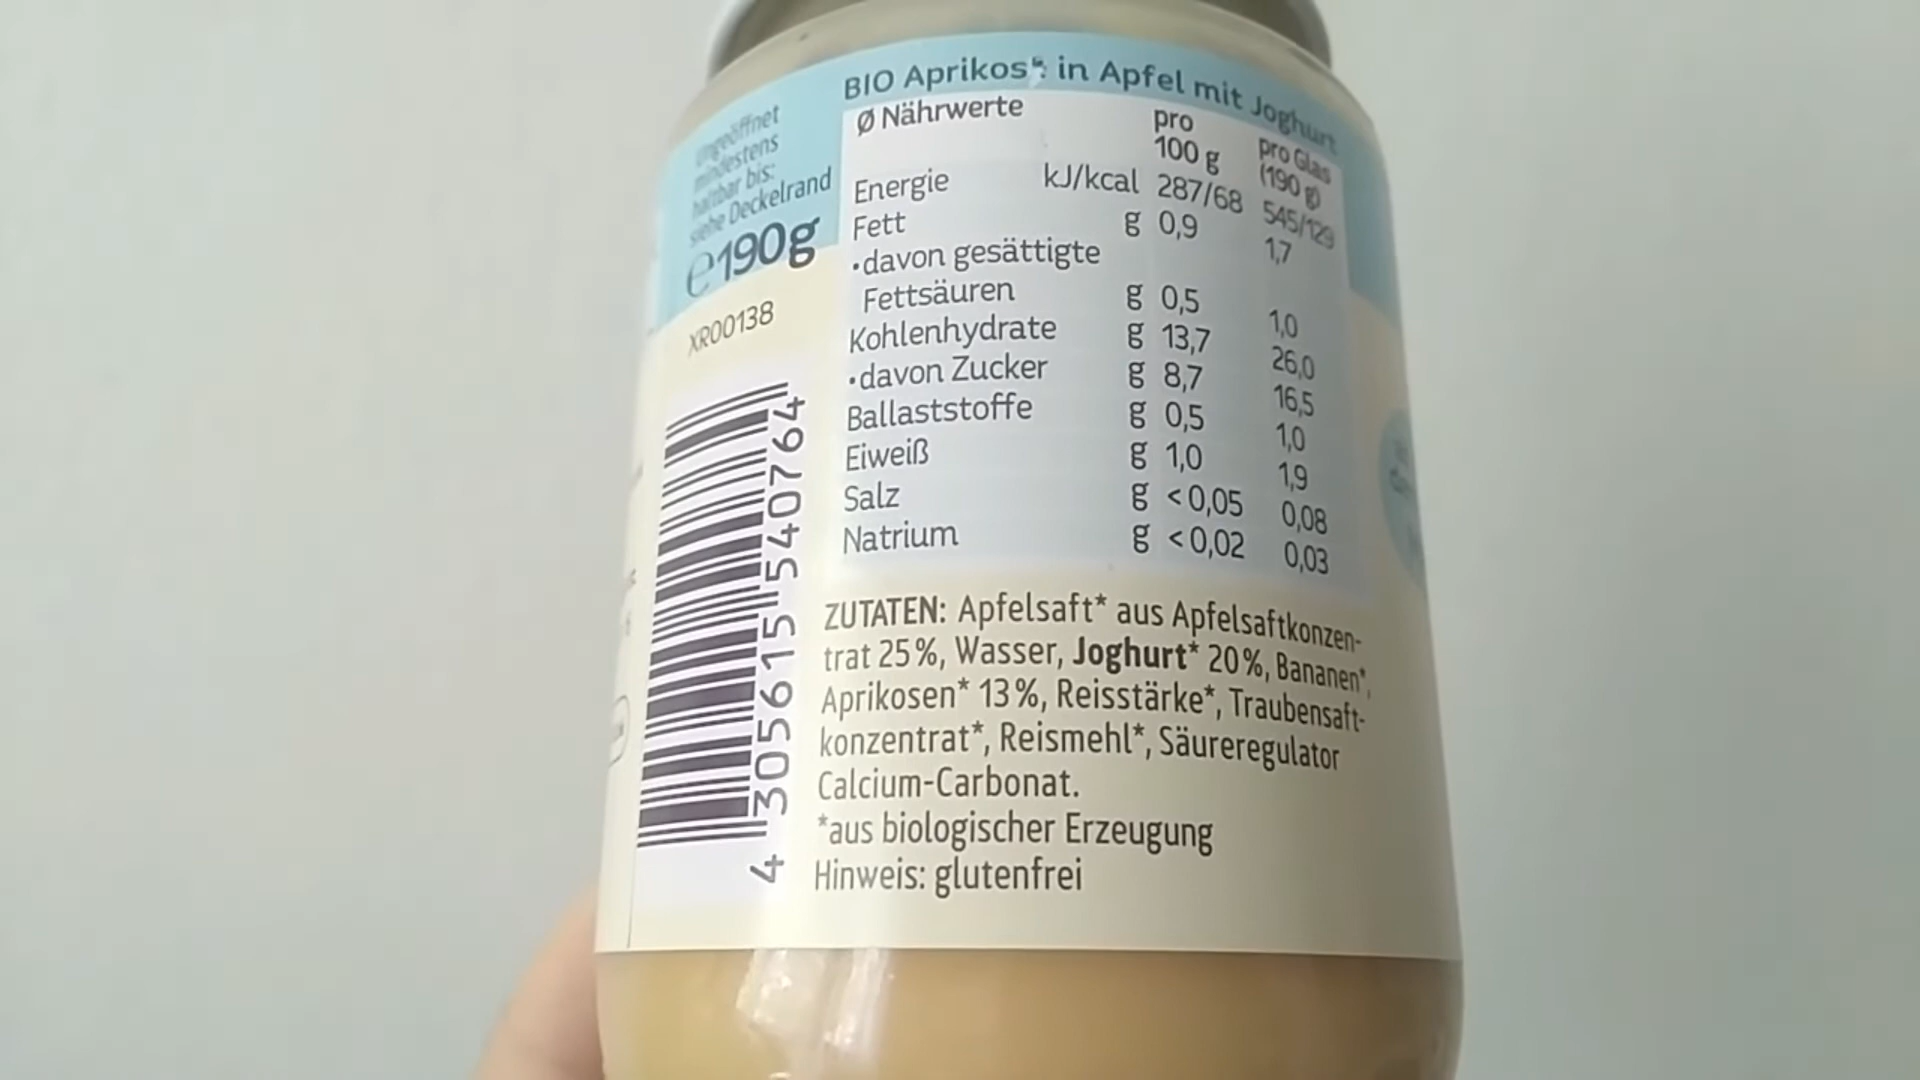 BIO Aprikose in Apfel mit Joghurt
Ungeöffnet
mindestens
haltbar bis:
siehe Deckelrand
℮190g
XR00138
4 305615 540764
Ø Nährwerte pro 100 g pro Glas (190 g)
Energie kJ/kcal 287/68 545/129
Fett g 0,9 1,7
•davon gesättigte
Fettsäuren g 0,5 1,0
Kohlenhydrate g 13,7 26,0
•davon Zucker g 8,7 16,5
Ballaststoffe g 0,5 1,0
Eiweiß g 1,0 1,9
Salz g <0,05 0,08
Natrium g <0,02 0,03
ZUTATEN: Apfelsaft* aus Apfelsaftkonzen-
trat 25%, Wasser, Joghurt* 20%, Bananen*,
Aprikosen* 13%, Reisstärke*, Traubensaft-
konzentrat*, Reismehl*, Säureregulator
Calcium-Carbonat.
*aus biologischer Erzeugung
Hinweis: glutenfrei